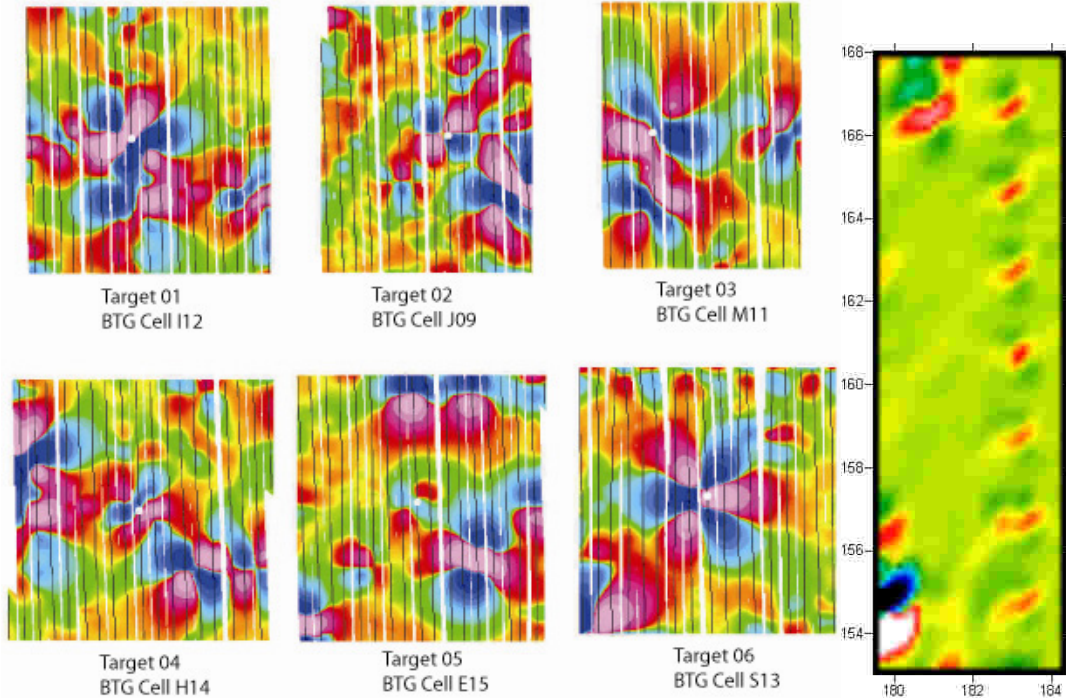 Target 01
BTG Cell I12
Target 02
BTG Cell J09
Target 03
BTG Cell M11
Target 04
BTG Cell H14
Target 05
BTG Cell E15
Target 06
BTG Cell S13
168
166
164
162
160
158
156
154
180
182
184